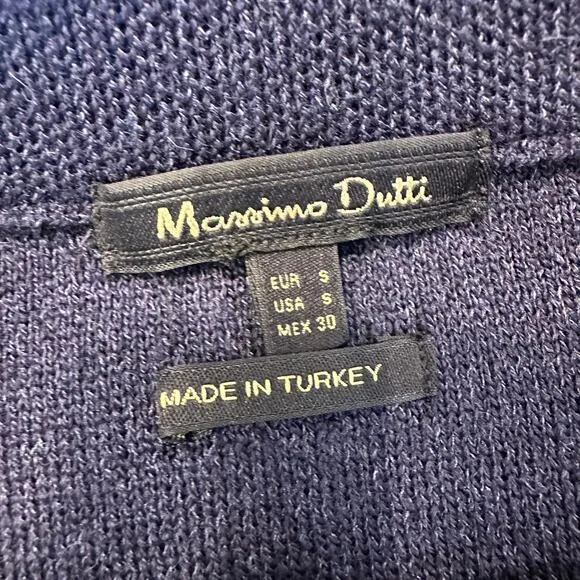 Massimo Dutti
EUR S
USA S
MEX 30
MADE IN TURKEY